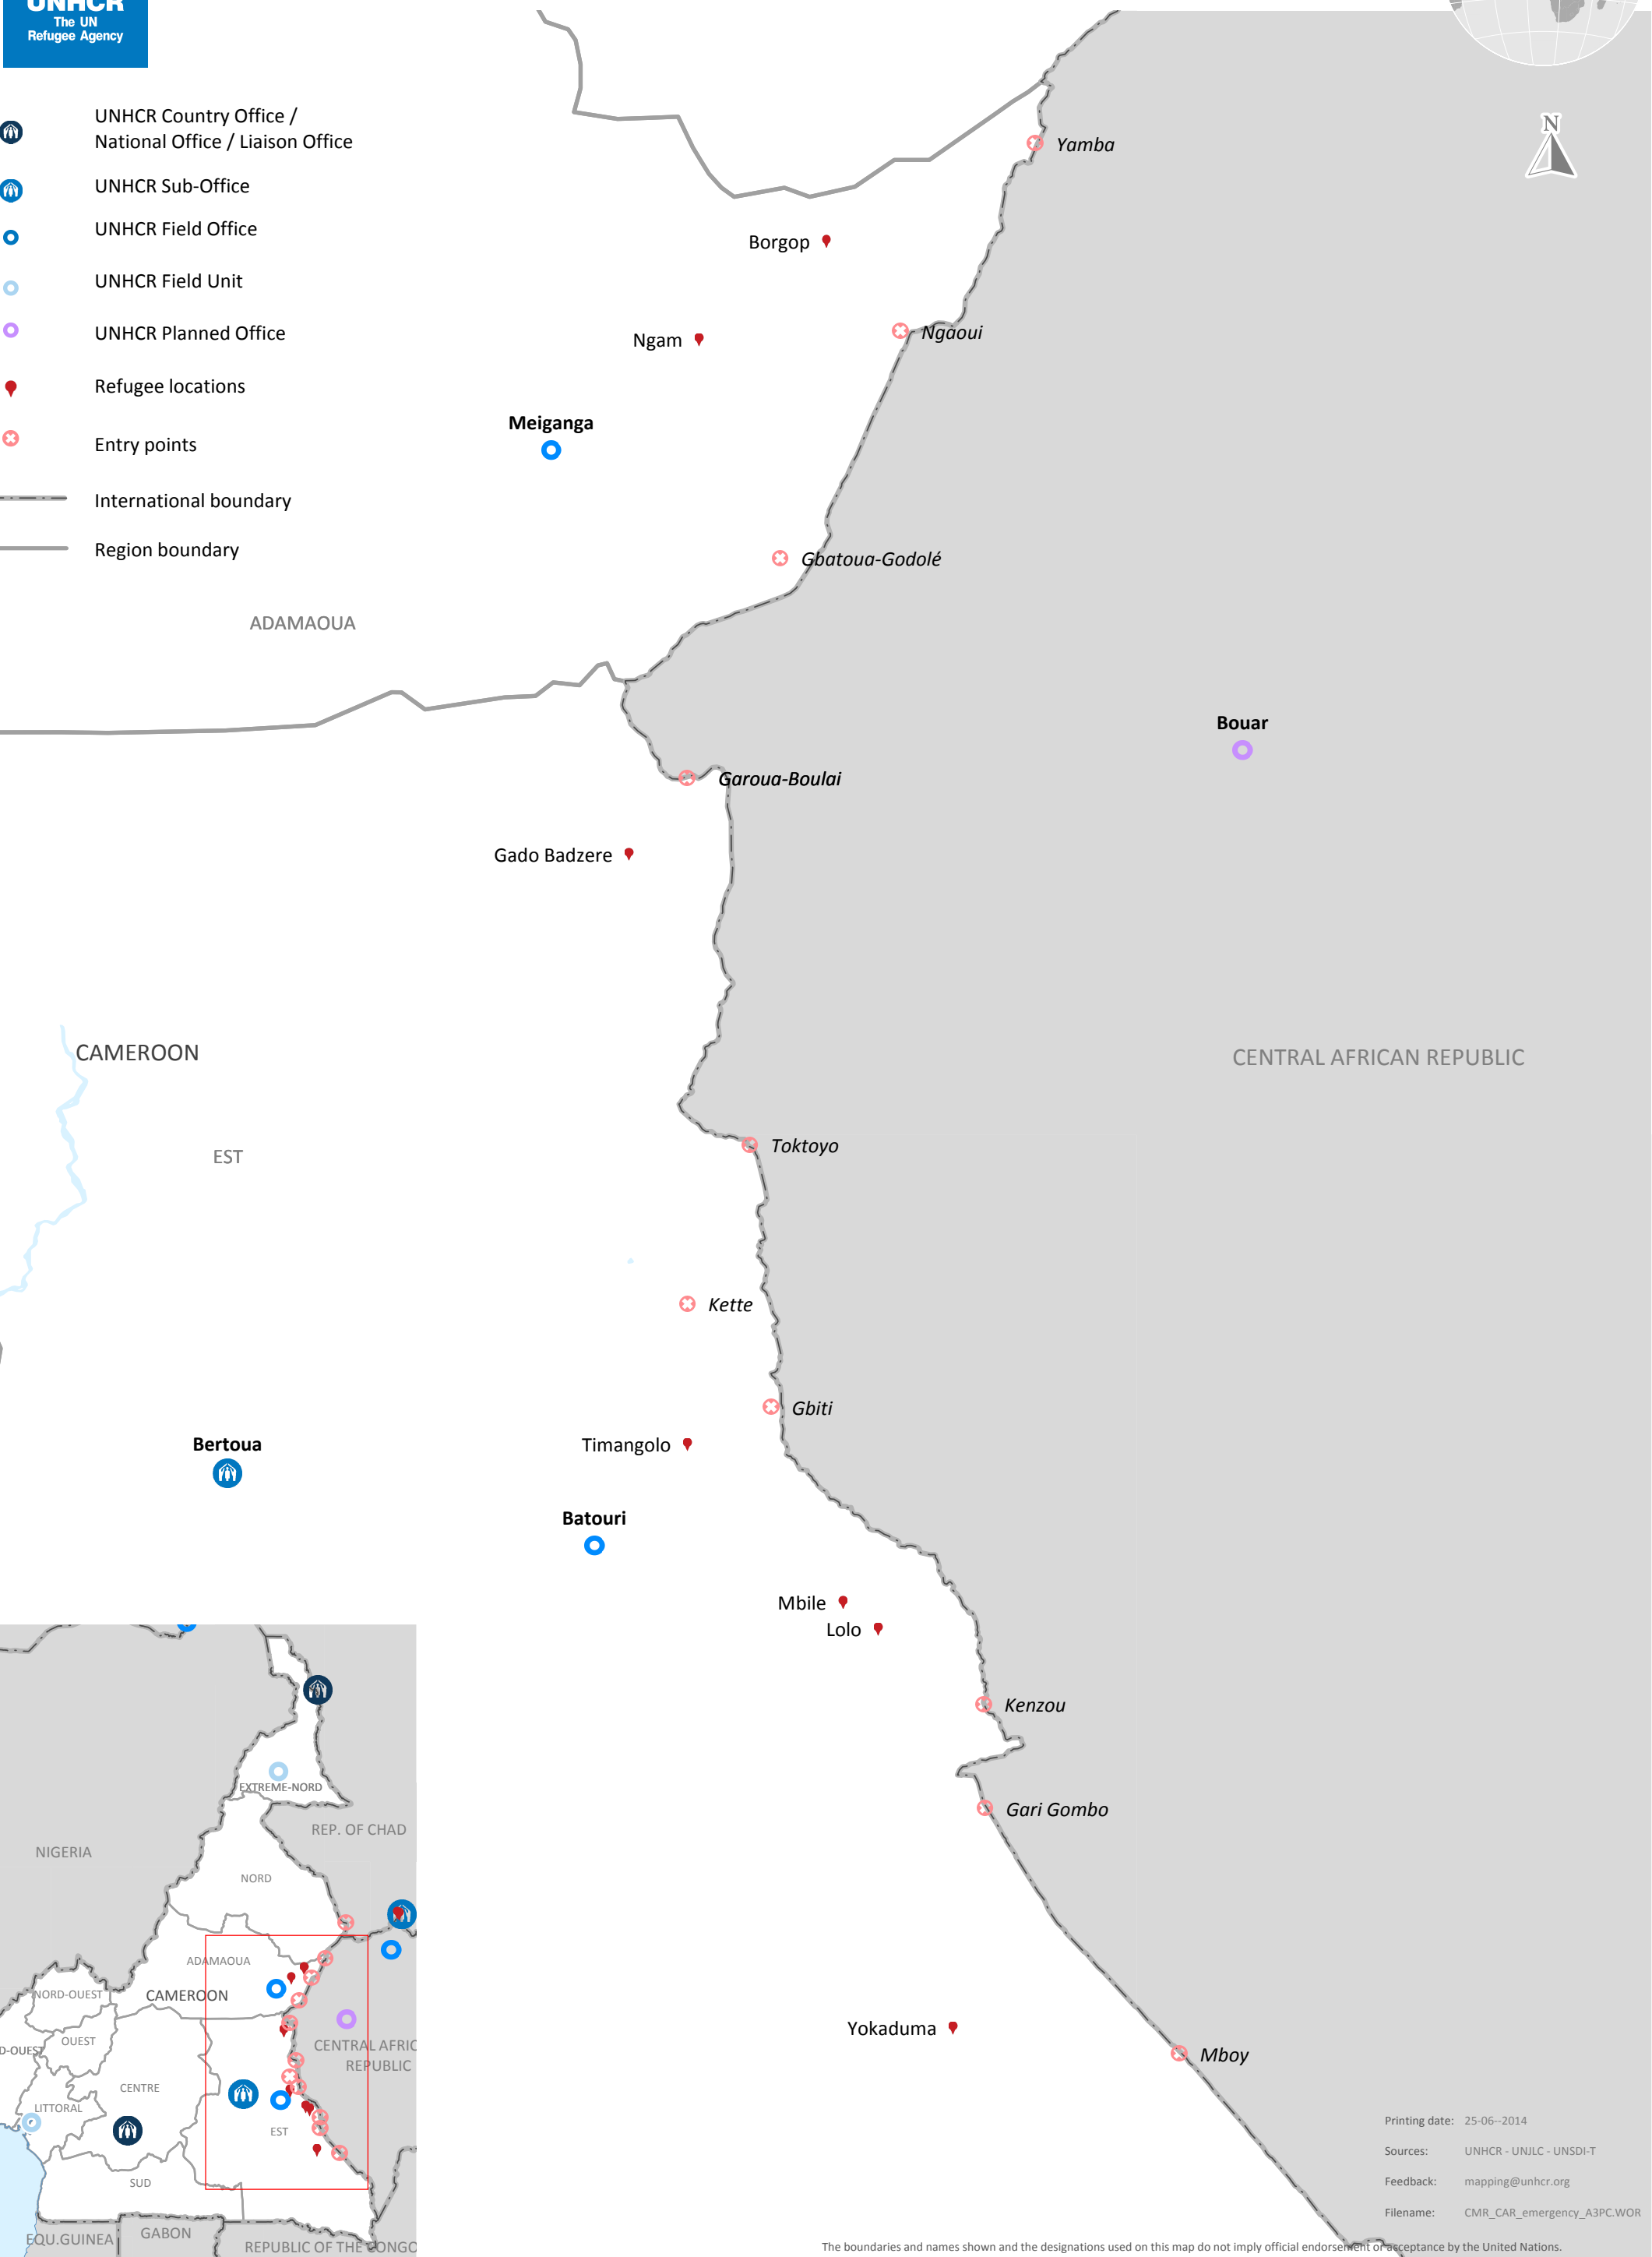 UNHCR
The UN
Refugee Agency
UNHCR Country Office /
National Office / Liaison Office
UNHCR Sub-Office
UNHCR Field Office
UNHCR Field Unit
UNHCR Planned Office
Refugee locations
Entry points
International boundary
Region boundary
N
Yamba
Borgop
Ngaoui
Ngam
Meiganga
Gbatoua-Godolé
ADAMAOUA
Bouar
Garoua-Boulai
Gado Badzere
CAMEROON
CENTRAL AFRICAN REPUBLIC
EST
Toktoyo
Kette
Gbiti
Timangolo
Bertoua
Batouri
Mbile
Lolo
Kenzou
Gari Gombo
Yokaduma
Mboy
EXTREME-NORD
REP. OF CHAD
NIGERIA
NORD
ADAMAOUA
NORD-OUEST
CAMEROON
OUEST
D-OUEST
CENTRAL AFRIC
REPUBLIC
CENTRE
LITTORAL
EST
SUD
EQU.GUINEA
GABON
REPUBLIC OF THE CONGO
Printing date: 25-06--2014
Sources: UNHCR - UNJLC - UNSDI-T
Feedback: mapping@unhcr.org
Filename: CMR_CAR_emergency_A3PC.WOR
The boundaries and names shown and the designations used on this map do not imply official endorsement or acceptance by the United Nations.